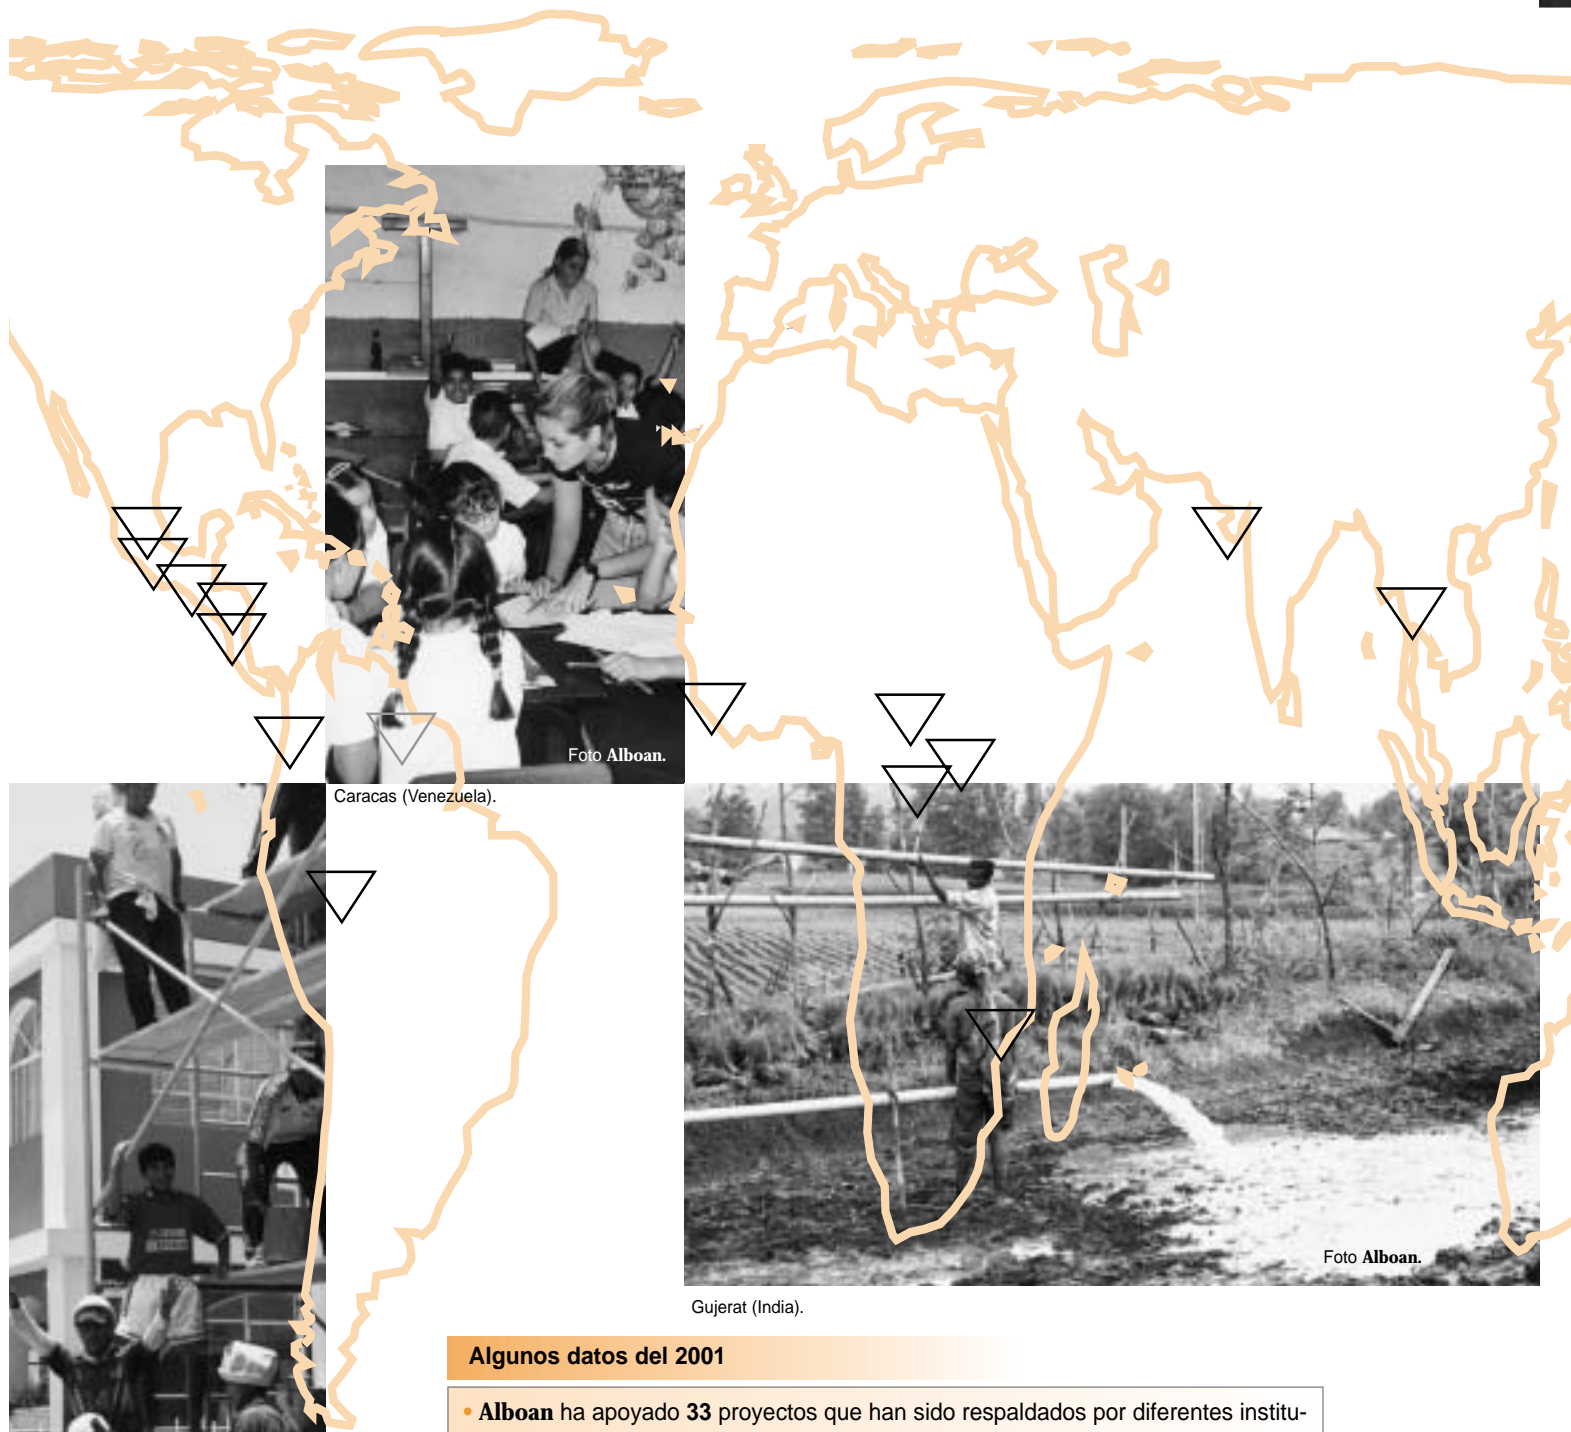 Foto Alboan.
Caracas (Venezuela).
Foto Alboan.
Gujerat (India).
Algunos datos del 2001
• Alboan ha apoyado 33 proyectos que han sido respaldados por diferentes institu-